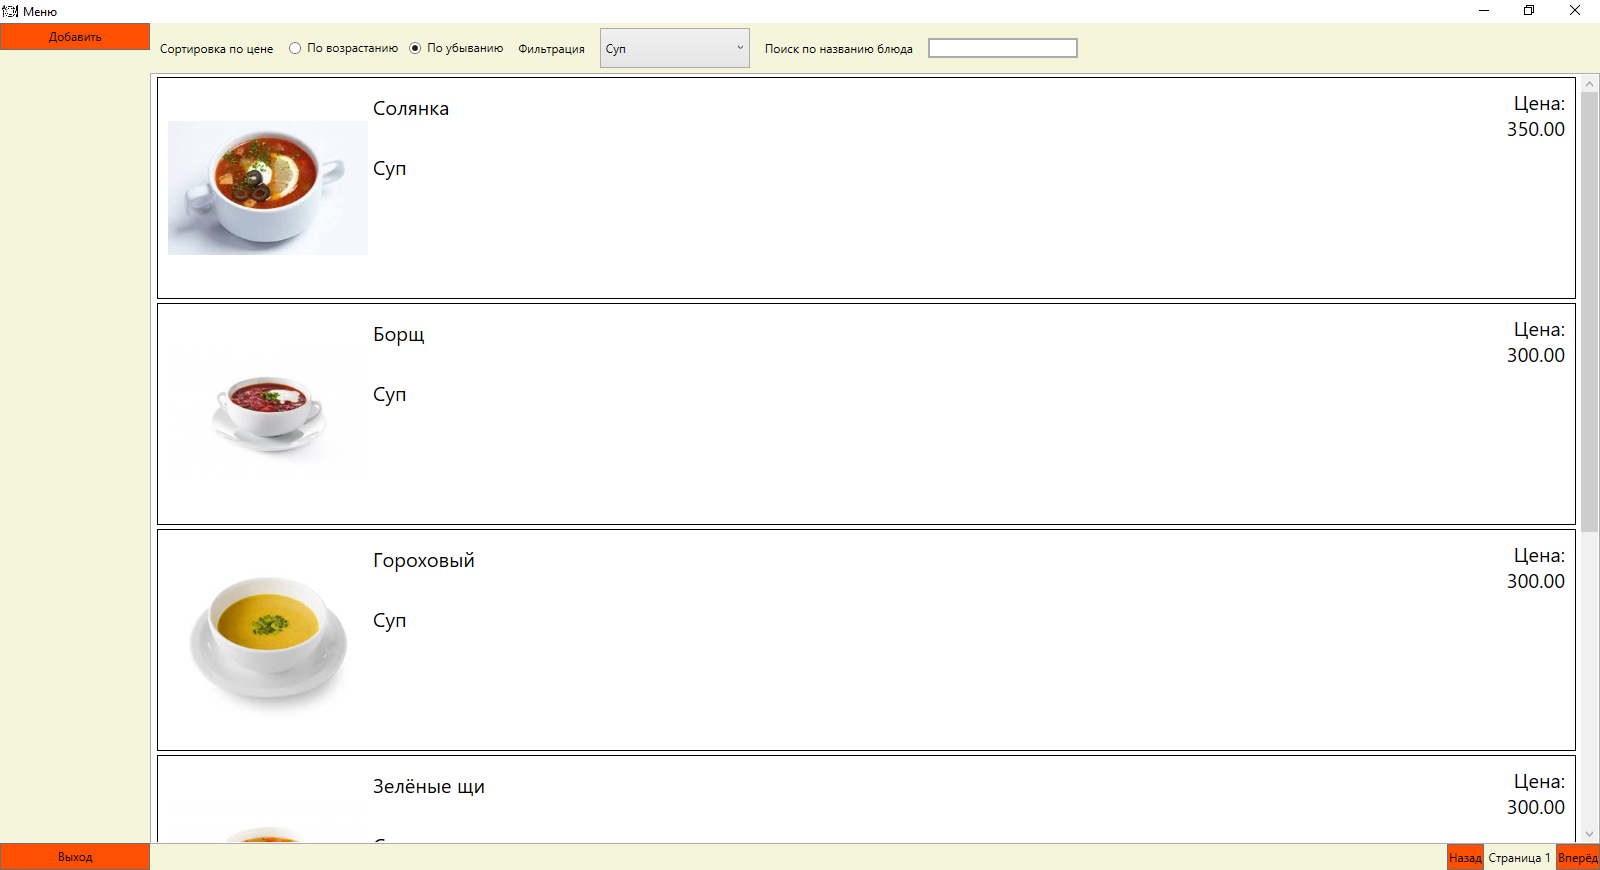 Меню
Добавить
Сортировка по цене По возрастанию По убыванию Фильтрация Суп Поиск по названию блюда
Солянка
Цена:
350.00
Суп
Борщ
Цена:
300.00
Суп
Гороховый
Цена:
300.00
Суп
Зелёные щи
Цена:
300.00
Выход
Назад Страница 1 Вперёд